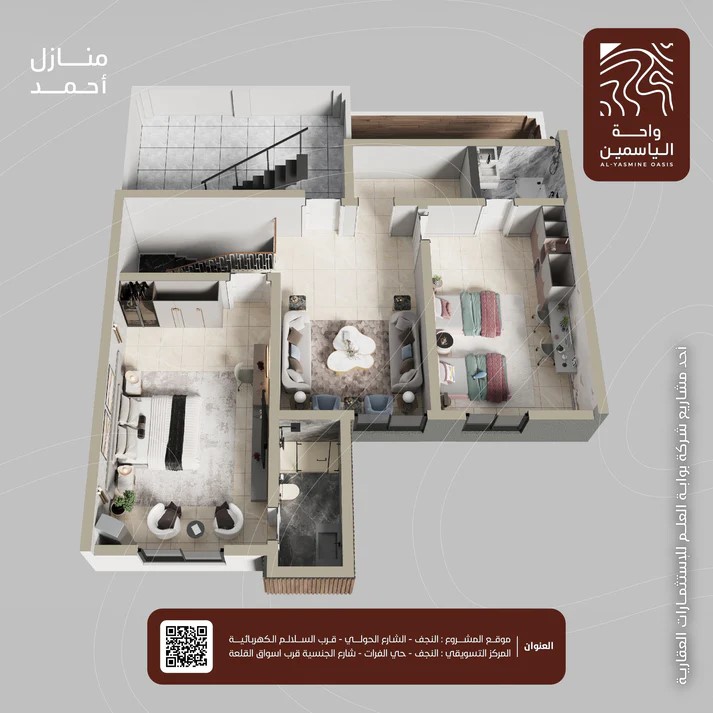 منازل
أحمد
واحة
الياسمين
AL-YASMINE OASIS
احد مشاريع شركة بوابة العلم للإستثمارات العقارية
العنوان
موقع المشروع : النجف - الشارع الحولي - قرب السلالم الكهربائية
المركز التسويقي : النجف - حي الفرات - شارع الجنسية قرب اسواق القلعة